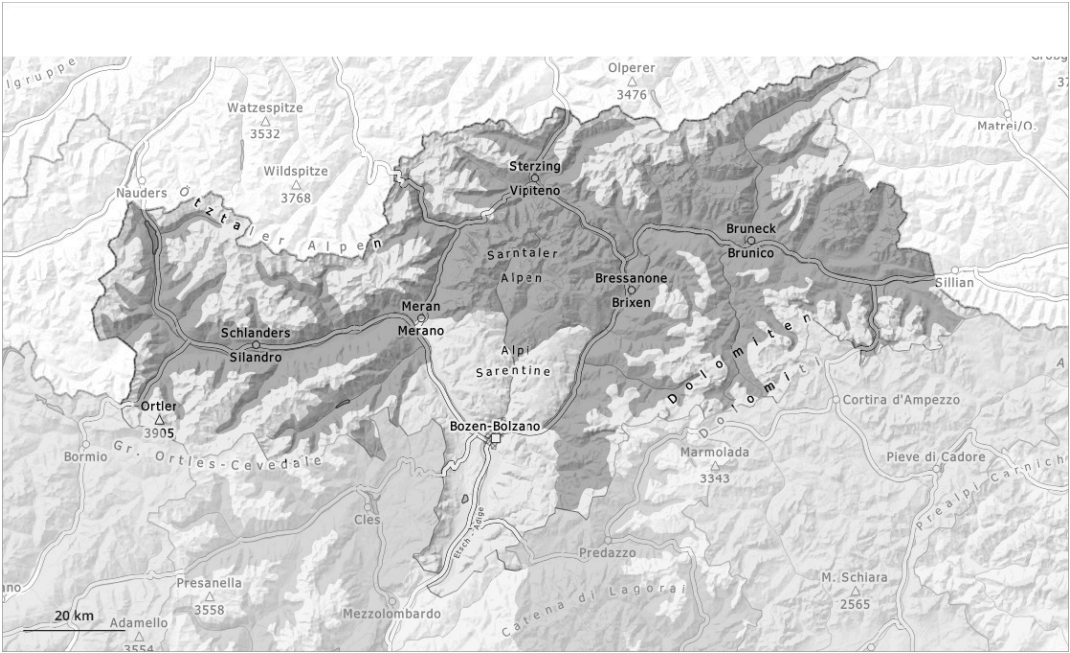 lgruppe
Olperer
3476
Watzespitze
3532
Matrei/O.
Sterzing
Vipiteno
Wildspitze
3768
Nauders
Ötztaler Alpen
Bruneck
Brunico
Sarntaler
Alpen
Bressanone
Brixen
Sillian
Meran
Merano
Schlanders
Silandro
Alpi
Sarentine
Dolomiten
Dolomiti
Ortler
3905
Cortina d'Ampezzo
Bozen-Bolzano
Gr. Ortles-Cevedale
Bormio
Marmolada
3343
Pieve di Cadore
Prealpi Carnich
Cles
Etsch - Adige
Predazzo
Presanella
3558
M. Schiara
2565
Catena di Lagorai
Mezzolombardo
20 km
Adamello
3554